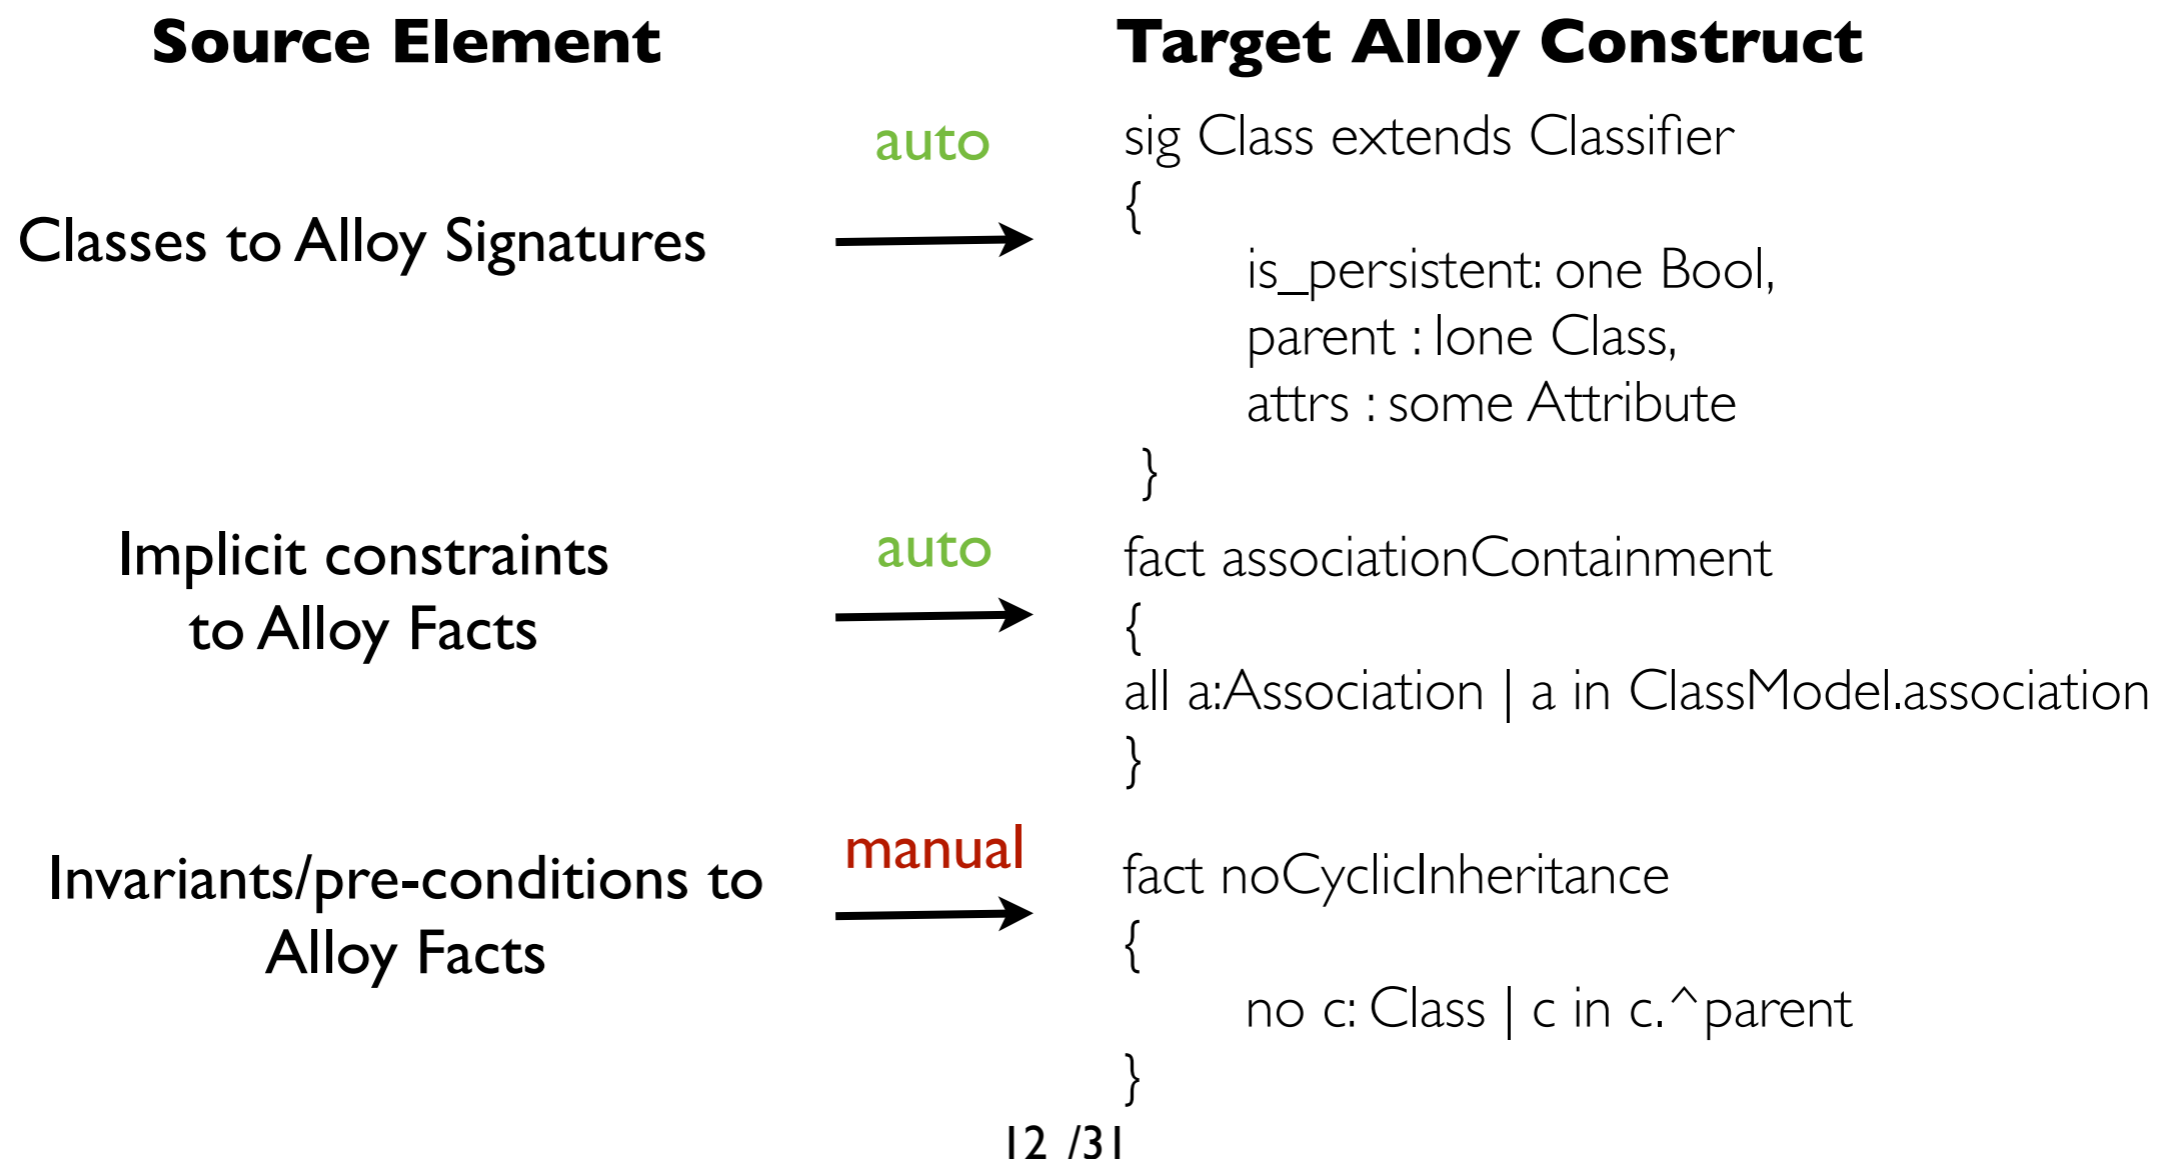 Source Element
Target Alloy Construct
auto
Classes to Alloy Signatures
sig Class extends Classifier
{
is_persistent: one Bool,
parent : lone Class,
attrs : some Attribute
}
Implicit constraints
to Alloy Facts
auto
fact associationContainment
{
all a:Association | a in ClassModel.association
}
Invariants/pre-conditions to
Alloy Facts
manual
fact noCyclicInheritance
{
no c: Class | c in c.^parent
}
12 /31